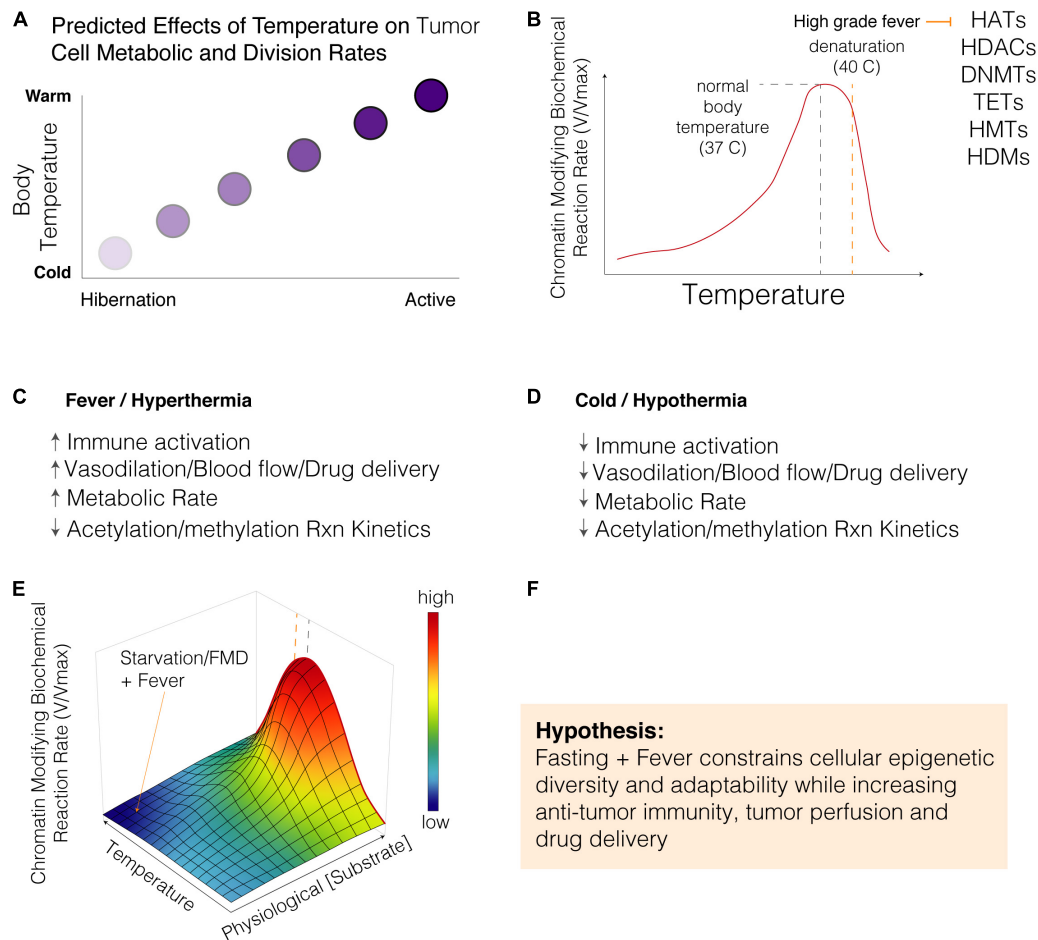 A
Predicted Effects of Temperature on Tumor
Cell Metabolic and Division Rates
Warm
Body
Temperature
Cold
Hibernation
Active
B
High grade fever
HATs
HDACs
DNMTs
TETs
HMTs
HDMs
denaturation
(40 C)
normal
body
temperature
(37 C)
Chromatin Modifying Biochemical
Reaction Rate (V/Vmax)
Temperature
C
Fever / Hyperthermia
↑ Immune activation
↑ Vasodilation/Blood flow/Drug delivery
↑ Metabolic Rate
↓ Acetylation/methylation Rxn Kinetics
D
Cold / Hypothermia
↓ Immune activation
↓ Vasodilation/Blood flow/Drug delivery
↓ Metabolic Rate
↓ Acetylation/methylation Rxn Kinetics
E
high
low
Starvation/FMD
+ Fever
Chromatin Modifying Biochemical
Reaction Rate (V/Vmax)
Temperature
Physiological [Substrate]
F
Hypothesis:
Fasting + Fever constrains cellular epigenetic
diversity and adaptability while increasing
anti-tumor immunity, tumor perfusion and
drug delivery